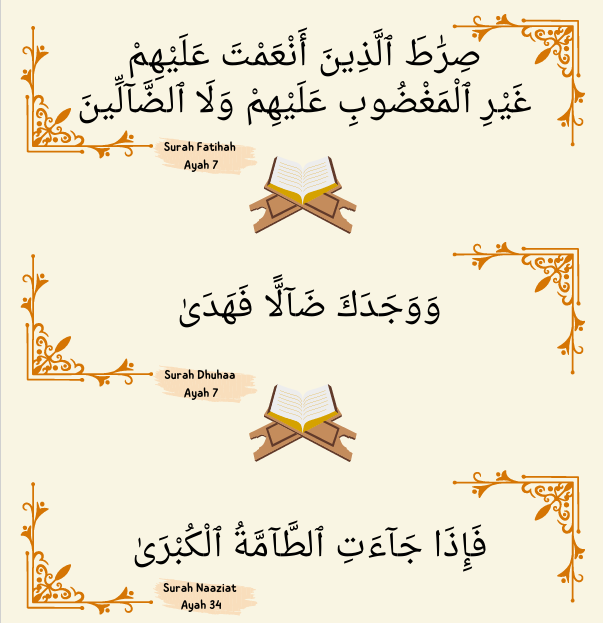 صِرَٰطَ ٱلَّذِينَ أَنْعَمْتَ عَلَيْهِمْ
غَيْرِ ٱلْمَغْضُوبِ عَلَيْهِمْ وَلَا ٱلضَّآلِّينَ
Surah Fatihah
Ayah 7
وَوَجَدَكَ ضَآلًّا فَهَدَىٰ
Surah Dhuhaa
Ayah 7
فَإِذَا جَآءَتِ ٱلطَّآمَّةُ ٱلْكُبْرَىٰ
Surah Naaziat
Ayah 34